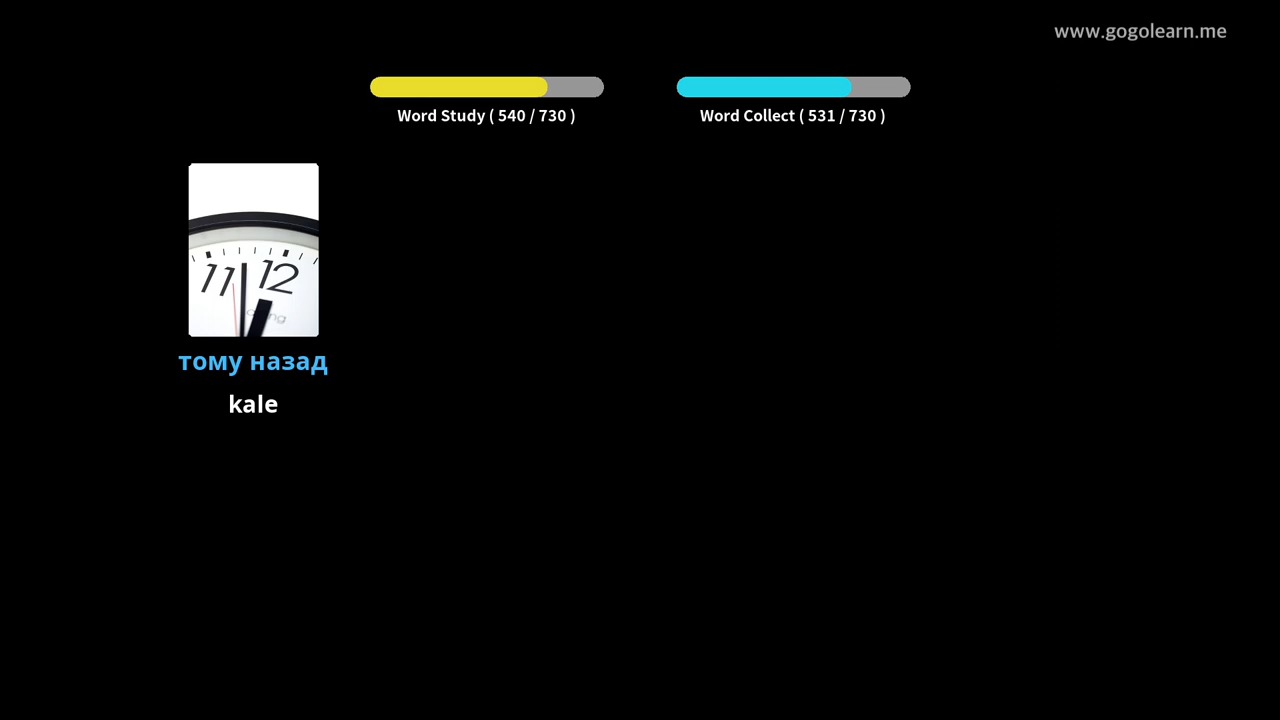 www.gogolearn.me
Word Study ( 540 / 730 )
Word Collect ( 531 / 730 )
11 12
тому назад
kale